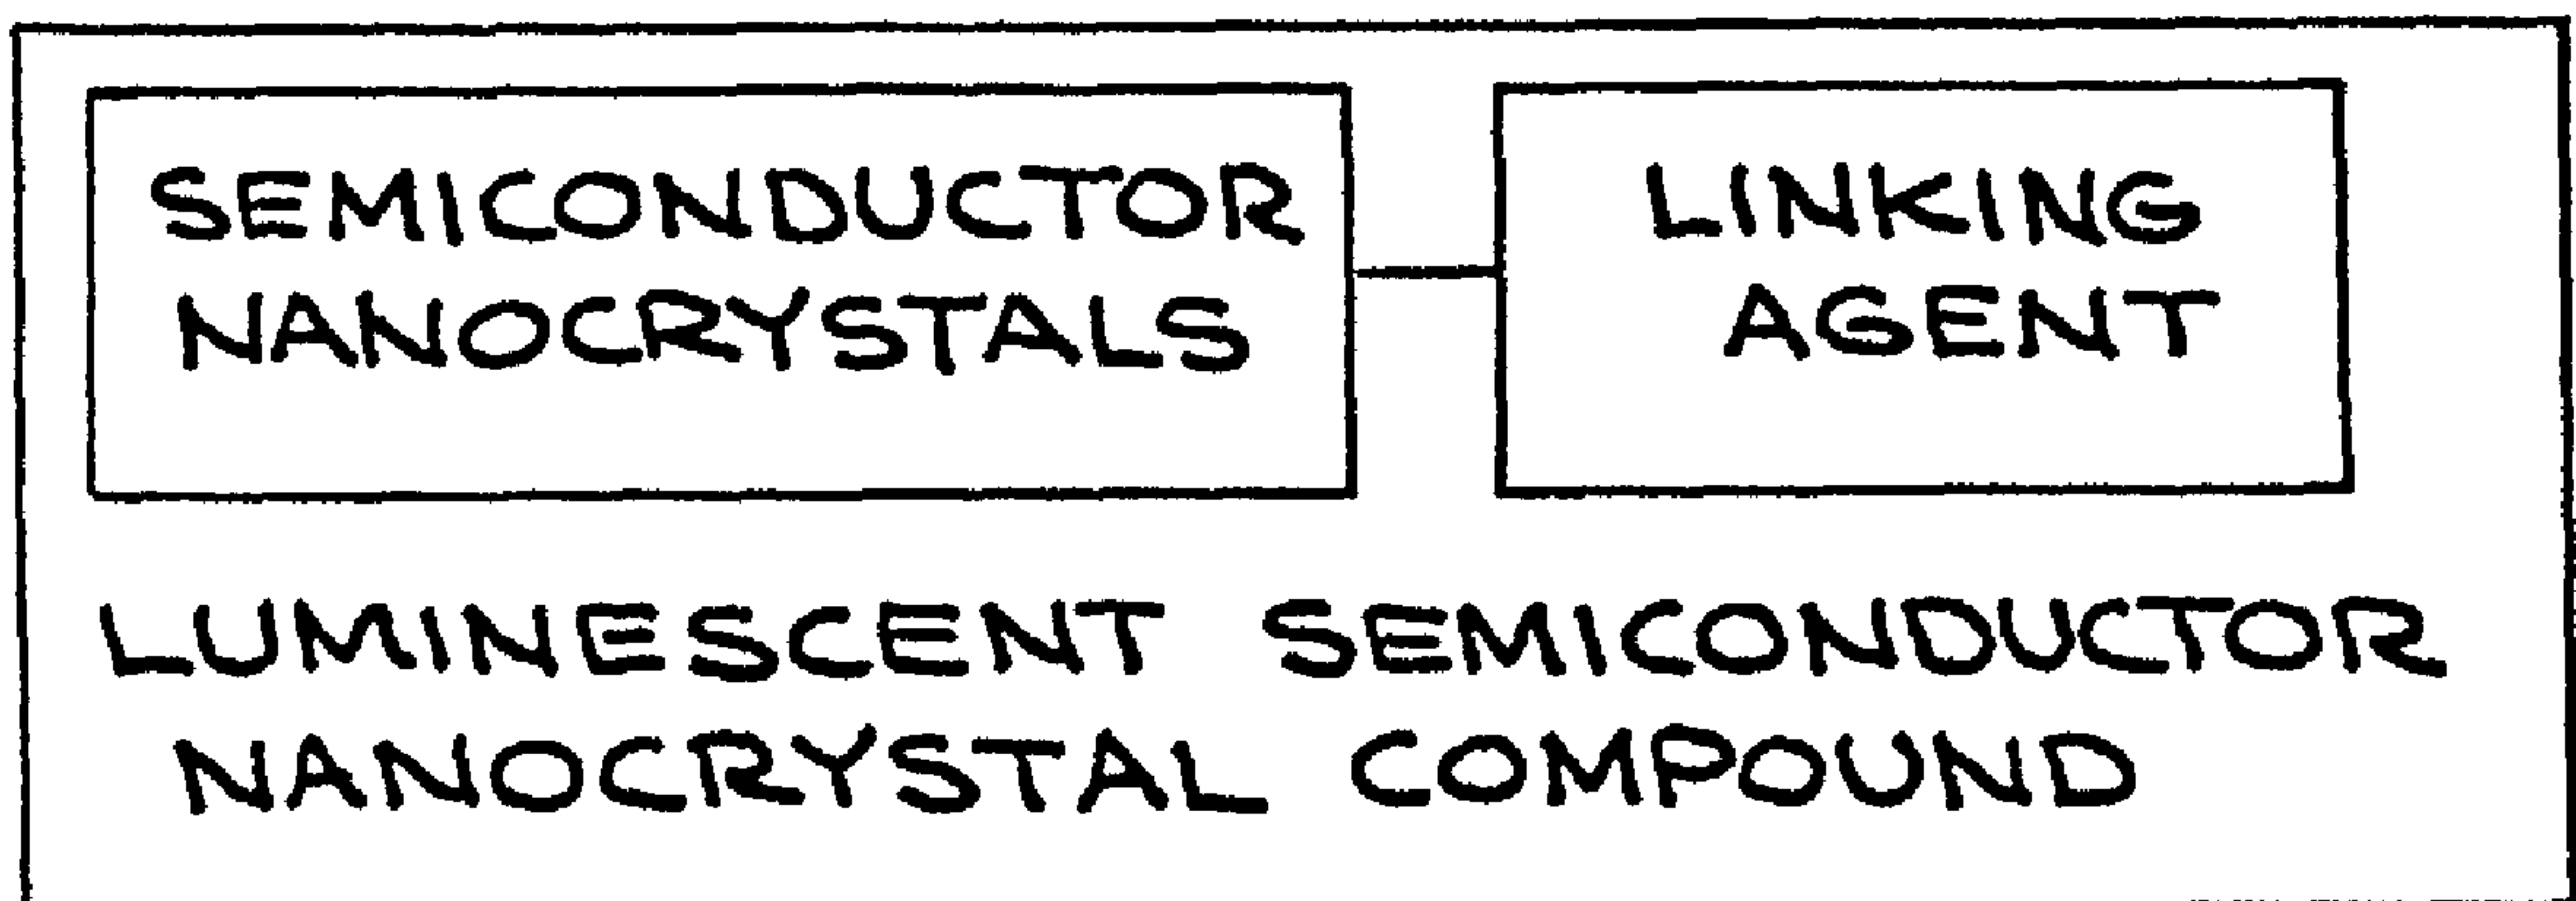 SEMICONDUCTOR
NANOCRYSTALS
LINKING
AGENT
LUMINESCENT SEMICONDUCTOR
NANOCRYSTAL COMPOUND